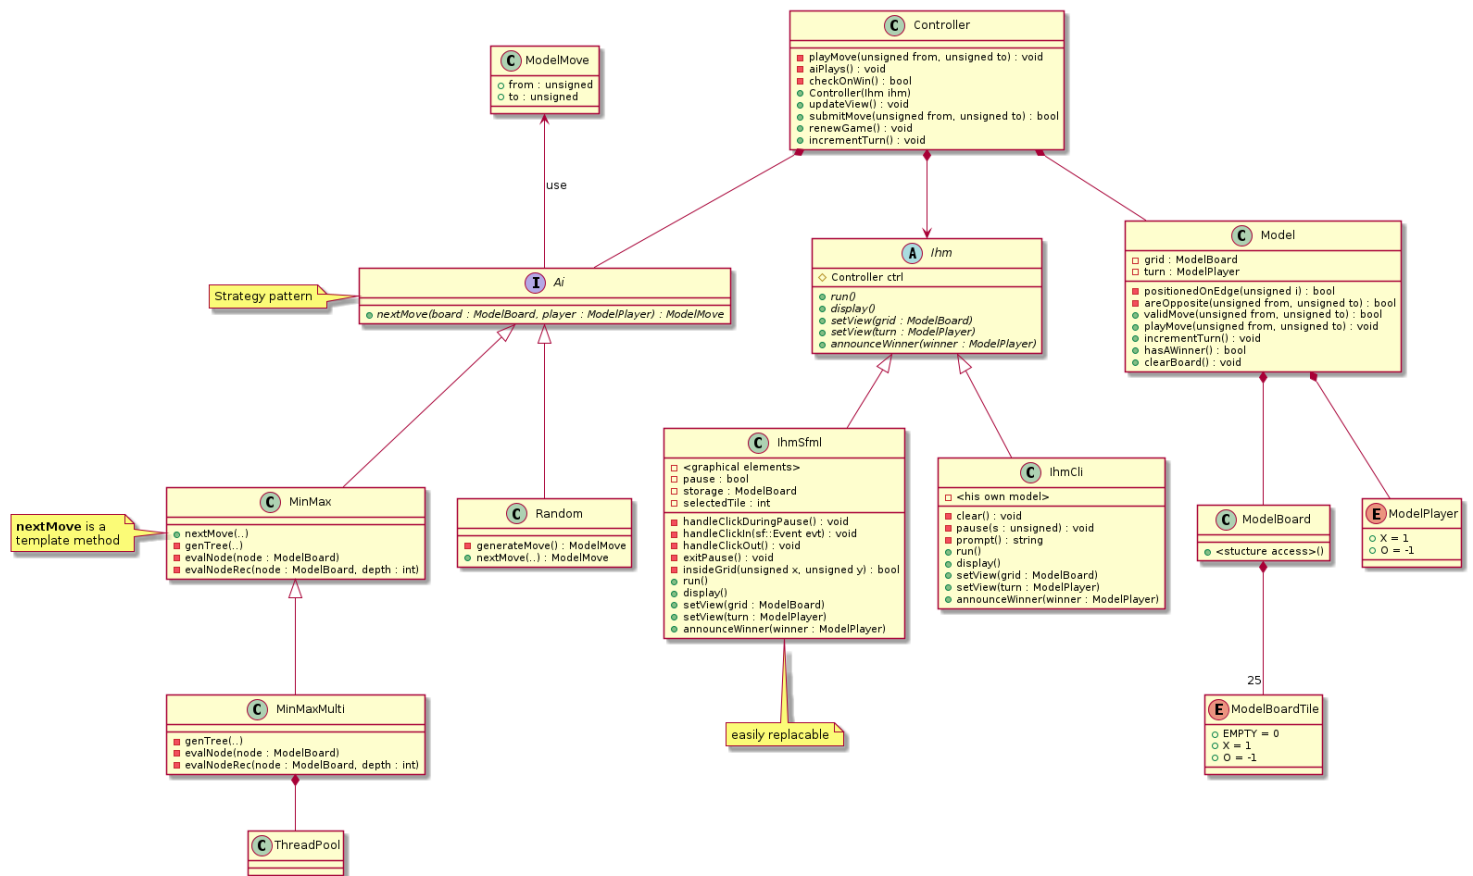 C Controller
playMove(unsigned from, unsigned to) : void
aiPlays() : void
checkOnWin() : bool
Controller(Ihm ihm)
updateView() : void
submitMove(unsigned from, unsigned to) : bool
renewGame() : void
incrementTurn() : void
C ModelMove
from : unsigned
to : unsigned
use
Strategy pattern
I Ai
nextMove(board : ModelBoard, player : ModelPlayer) : ModelMove
A Ihm
Controller ctrl
run()
display()
setView(grid : ModelBoard)
setView(turn : ModelPlayer)
announceWinner(winner : ModelPlayer)
C Model
grid : ModelBoard
turn : ModelPlayer
positionedOnEdge(unsigned i) : bool
areOpposite(unsigned from, unsigned to) : bool
validMove(unsigned from, unsigned to) : bool
playMove(unsigned from, unsigned to) : void
incrementTurn() : void
hasAWinner() : bool
clearBoard() : void
nextMove is a
template method
C MinMax
nextMove(..)
genTree(..)
evalNode(node : ModelBoard)
evalNodeRec(node : ModelBoard, depth : int)
C Random
generateMove() : ModelMove
nextMove(..) : ModelMove
C IhmSfml
<graphical elements>
pause : bool
storage : ModelBoard
selectedTile : int
handleClickDuringPause() : void
handleClickIn(sf::Event evt) : void
handleClickOut() : void
exitPause() : void
insideGrid(unsigned x, unsigned y) : bool
run()
display()
setView(grid : ModelBoard)
setView(turn : ModelPlayer)
announceWinner(winner : ModelPlayer)
C IhmCli
<his own model>
clear() : void
pause(s : unsigned) : void
prompt() : string
run()
display()
setView(grid : ModelBoard)
setView(turn : ModelPlayer)
announceWinner(winner : ModelPlayer)
C ModelBoard
<stucture access>()
E ModelPlayer
X = 1
O = -1
25
C MinMaxMulti
genTree(..)
evalNode(node : ModelBoard)
evalNodeRec(node : ModelBoard, depth : int)
easily replacable
E ModelBoardTile
EMPTY = 0
X = 1
O = -1
C ThreadPool